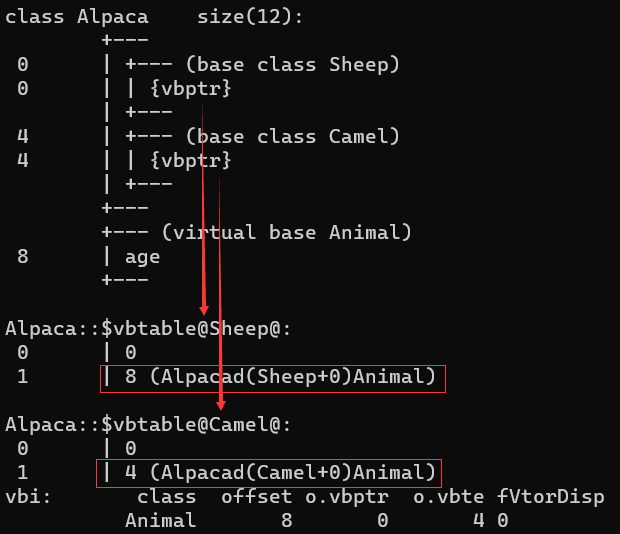 class Alpaca    size(12):
        +---
 0      | +--- (base class Sheep)
 0      | | {vbptr}
        | +---
 4      | +--- (base class Camel)
 4      | | {vbptr}
        | +---
        +---
        +--- (virtual base Animal)
 8      | age
        +---
Alpaca::$vbtable@Sheep@:
 0      | 0
 1      | 8 (Alpacad(Sheep+0)Animal)
Alpaca::$vbtable@Camel@:
 0      | 0
 1      | 4 (Alpacad(Camel+0)Animal)
vbi:       class  offset o.vbptr  o.vbte fVtorDisp
          Animal       8       0       4 0